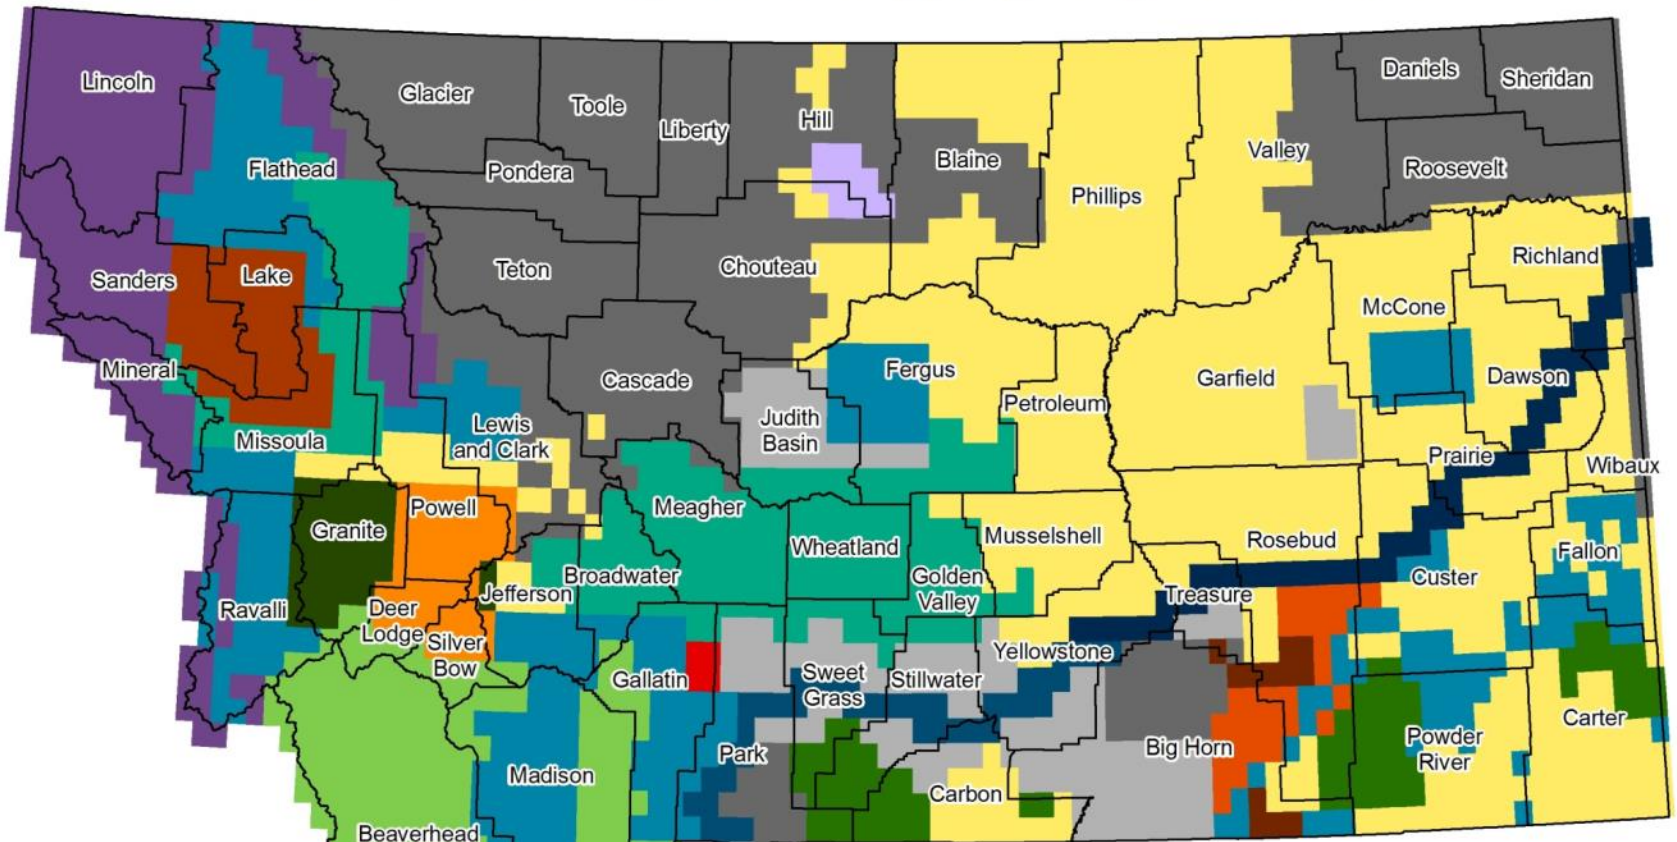 Lincoln
Glacier
Toole
Liberty
Hill
Daniels
Sheridan
Flathead
Pondera
Blaine
Valley
Roosevelt
Phillips
Sanders
Lake
Teton
Chouteau
Richland
McCone
Mineral
Cascade
Fergus
Garfield
Dawson
Petroleum
Judith
Basin
Lewis
and Clark
Missoula
Prairie
Wibaux
Powell
Meagher
Granite
Musselshell
Rosebud
Wheatland
Fallon
Broadwater
Golden
Valley
Custer
Jefferson
Treasure
Ravalli
Deer
Lodge
Silver
Bow
Yellowstone
Gallatin
Sweet
Grass
Stillwater
Carter
Park
Big Horn
Powder
River
Madison
Carbon
Beaverhead